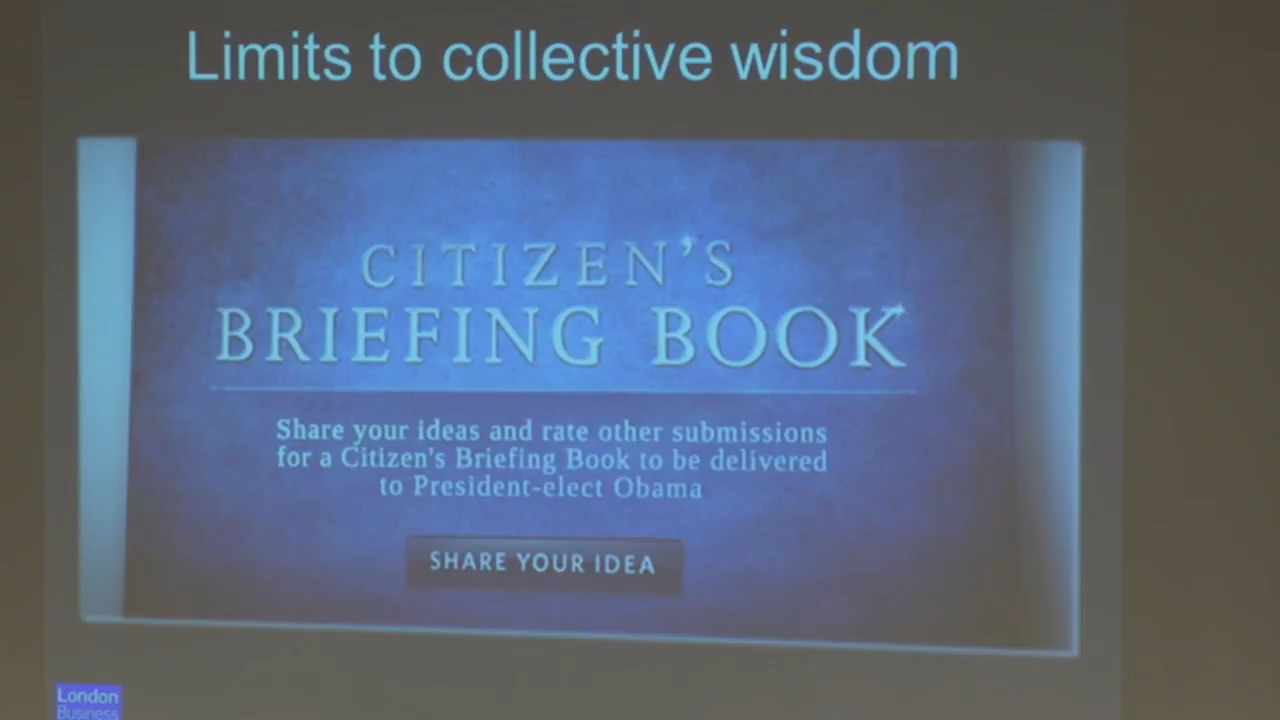 Limits to collective wisdom
CITIZEN'S
BRIEFING BOOK
Share your ideas and rate other submissions
for a Citizen's Briefing Book to be delivered
to President-elect Obama
SHARE YOUR IDEA
London
Business